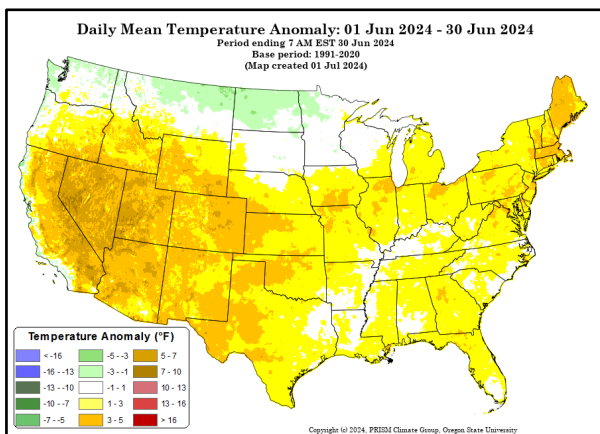 Daily Mean Temperature Anomaly: 01 Jun 2024 - 30 Jun 2024
Period ending 7 AM EST 30 Jun 2024
Base period: 1991-2020
(Map created 01 Jul 2024)
Temperature Anomaly (°F)
< -16
-16 - -13
-13 - -10
-10 - -7
-7 - -5
-5 - -3
-3 - -1
-1 - 1
1 - 3
3 - 5
5 - 7
7 - 10
10 - 13
13 - 16
> 16
Copyright (c) 2024, PRISM Climate Group, Oregon State University